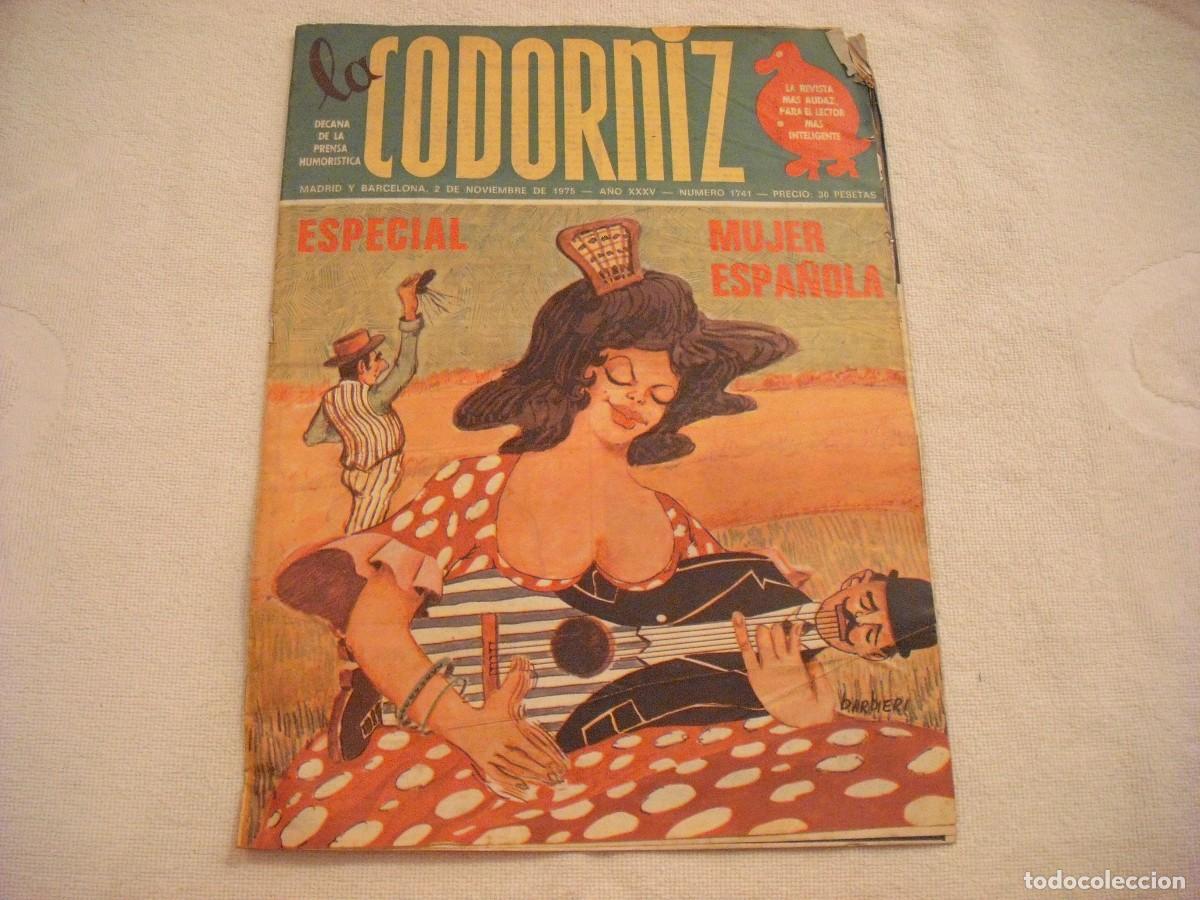 la CODORNIZ
DECANA
DE LA
PRENSA
HUMORISTICA
LA REVISTA
MAS AUDAZ,
PARA EL LECTOR
MAS
INTELIGENTE
MADRID Y BARCELONA, 2 DE NOVIEMBRE DE 1975 — AÑO XXXV — NUMERO 1741 — PRECIO: 30 PESETAS
ESPECIAL
MUJER
ESPAÑOLA
BARBIERI
todocoleccion